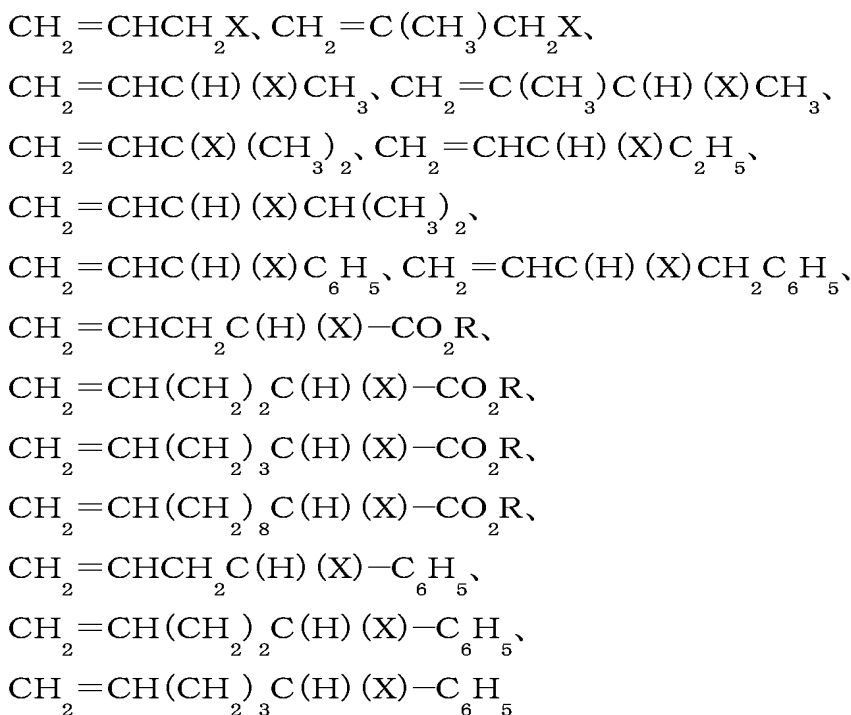 CH₂=CHCH₂X、CH₂=C(CH₃)CH₂X、
CH₂=CHC(H)(X)CH₃、CH₂=C(CH₃)C(H)(X)CH₃、
CH₂=CHC(X)(CH₃)₂、CH₂=CHC(H)(X)C₂H₅、
CH₂=CHC(H)(X)CH(CH₃)₂、
CH₂=CHC(H)(X)C₆H₅、CH₂=CHC(H)(X)CH₂C₆H₅、
CH₂=CHCH₂C(H)(X)−CO₂R、
CH₂=CH(CH₂)₂C(H)(X)−CO₂R、
CH₂=CH(CH₂)₃C(H)(X)−CO₂R、
CH₂=CH(CH₂)₈C(H)(X)−CO₂R、
CH₂=CHCH₂C(H)(X)−C₆H₅、
CH₂=CH(CH₂)₂C(H)(X)−C₆H₅、
CH₂=CH(CH₂)₃C(H)(X)−C₆H₅